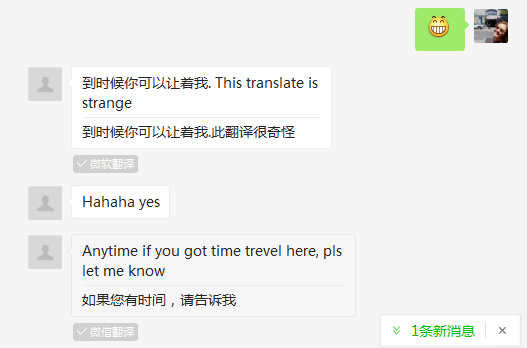 到时候你可以让着我. This translate is
strange
到时候你可以让着我.此翻译很奇怪
微软翻译
Hahaha yes
Anytime if you got time trevel here, pls
let me know
如果您有时间，请告诉我
微信翻译
1条新消息